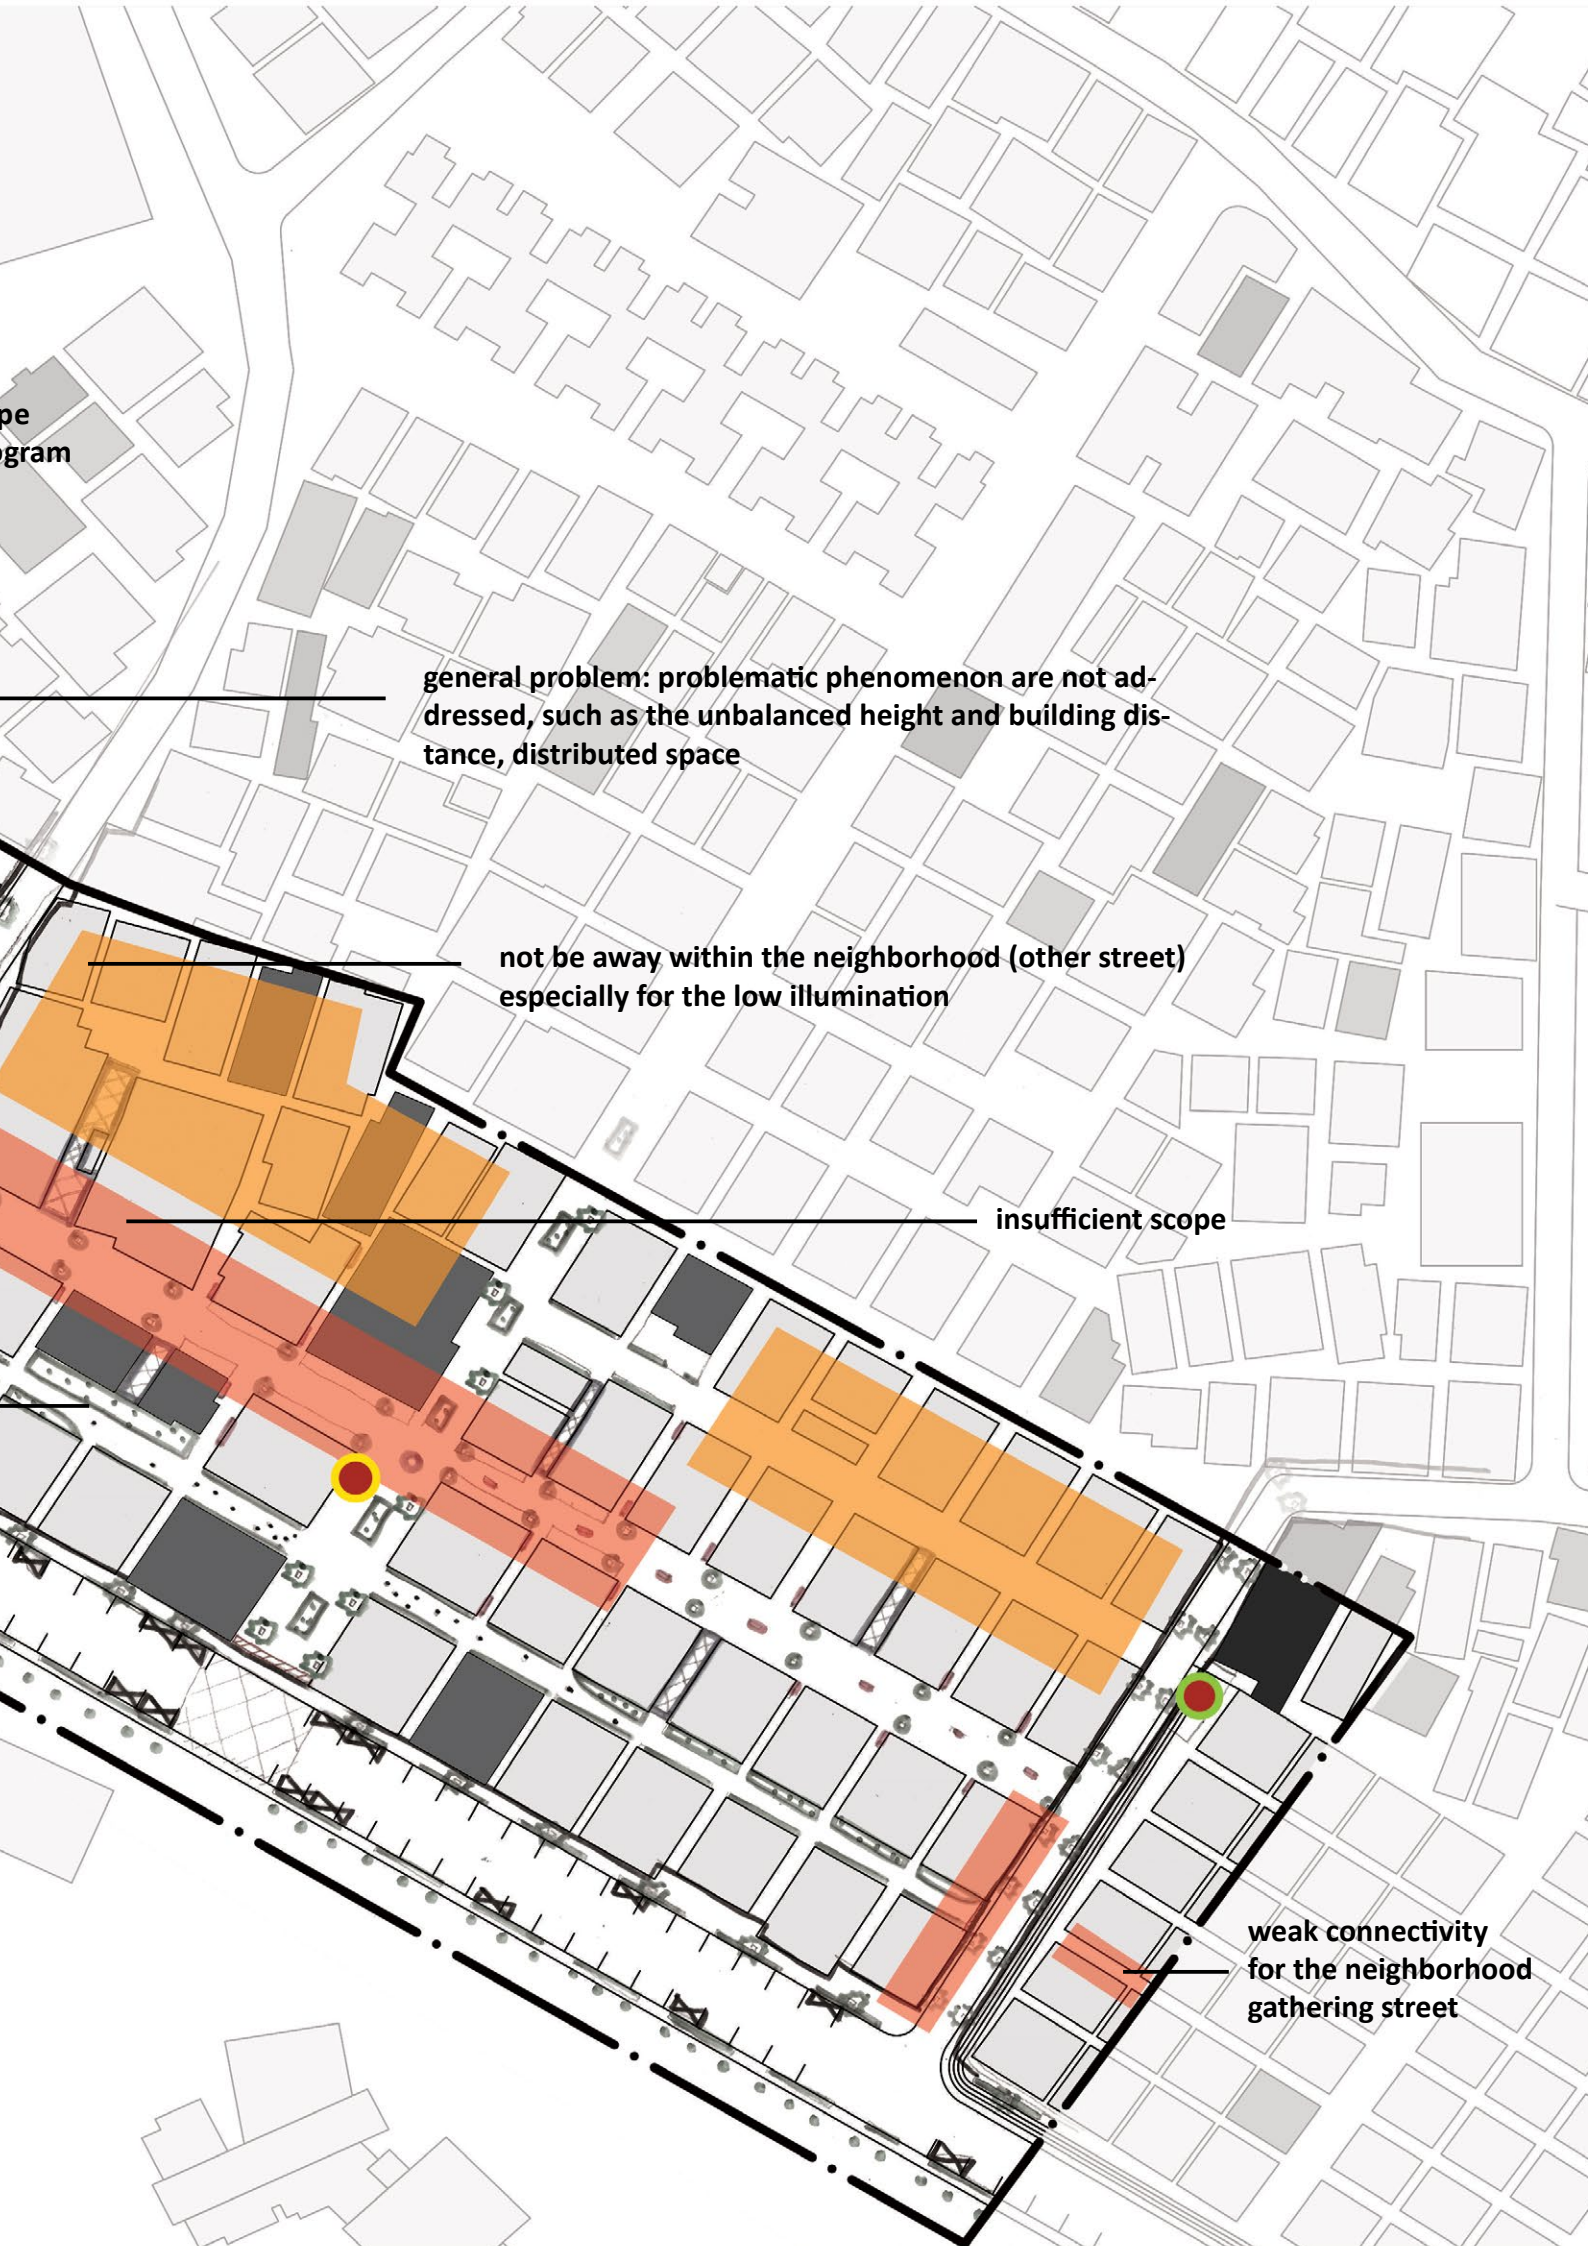 pe
ogram
general problem: problematic phenomenon are not ad-
dressed, such as the unbalanced height and building dis-
tance, distributed space
not be away within the neighborhood (other street)
especially for the low illumination
insufficient scope
weak connectivity
for the neighborhood
gathering street